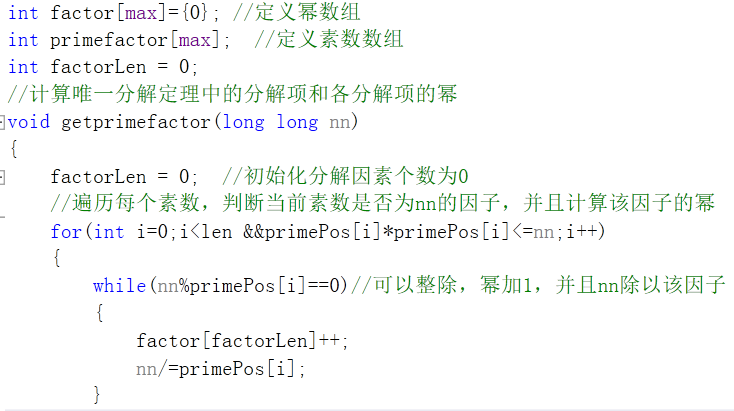 int factor[max]={0}; //定义幂数组
int primefactor[max];  //定义素数数组
int factorLen = 0;
//计算唯一分解定理中的分解项和各分解项的幂
void getprimefactor(long long nn)
{
    factorLen = 0;  //初始化分解因素个数为0
    //遍历每个素数，判断当前素数是否为nn的因子，并且计算该因子的幂
    for(int i=0;i<len &&primePos[i]*primePos[i]<=nn;i++)
    {
        while(nn%primePos[i]==0)//可以整除，幂加1，并且nn除以该因子
        {
            factor[factorLen]++;
            nn/=primePos[i];
        }